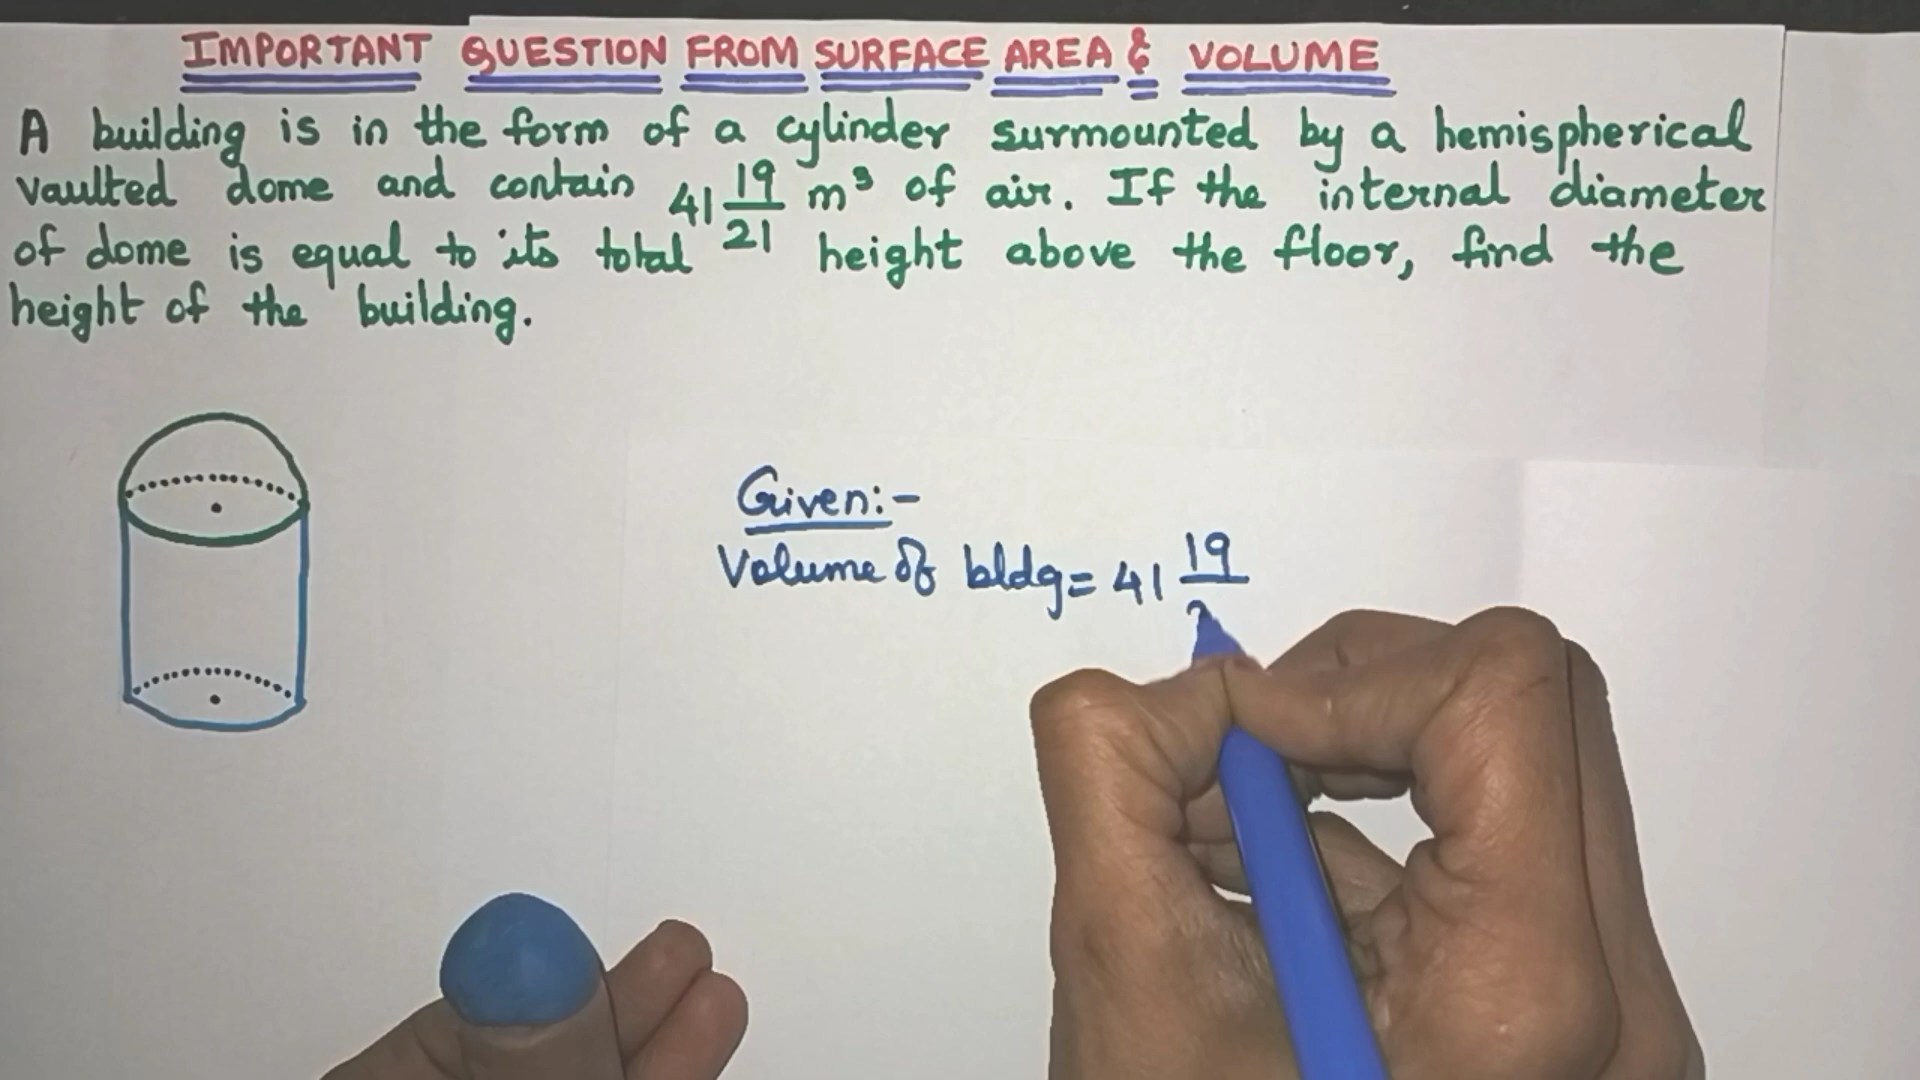 IMPORTANT QUESTION FROM SURFACE AREA & VOLUME
A building is in the form of a cylinder surmounted by a hemispherical
vaulted dome and contain 41 19/21 m³ of air. If the internal diameter
of dome is equal to its total height above the floor, find the
height of the building.
Given:-
Volume of bldg = 41 19/2